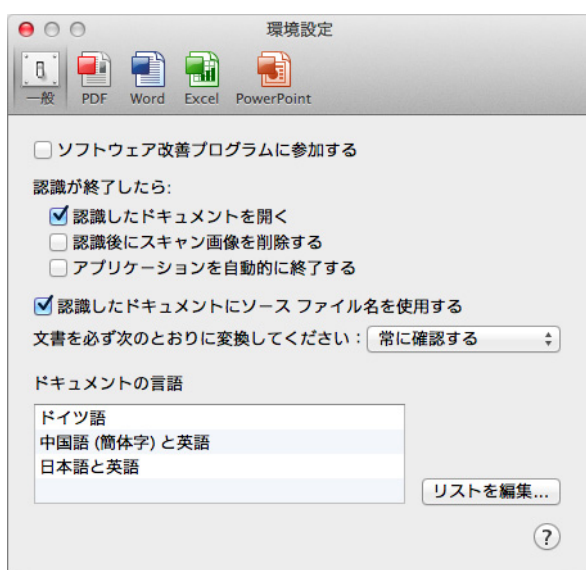 環境設定
一般 PDF Word Excel PowerPoint
ソフトウェア改善プログラムに参加する
認識が終了したら:
認識したドキュメントを開く
認識後にスキャン画像を削除する
アプリケーションを自動的に終了する
認識したドキュメントにソース ファイル名を使用する
文書を必ず次のとおりに変換してください： 常に確認する
ドキュメントの言語
ドイツ語
中国語 (簡体字) と英語
日本語と英語
リストを編集...
?